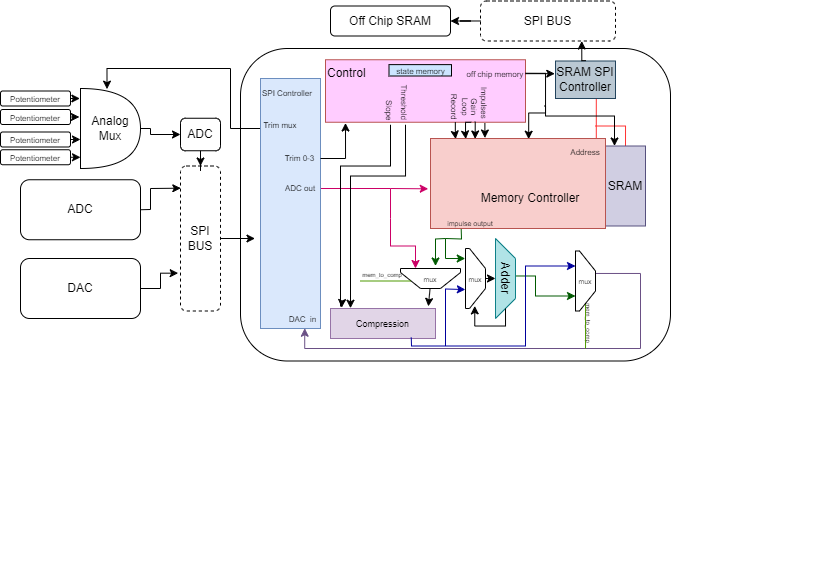 Off Chip SRAM
SPI BUS
Control
state memory
off chip memory
SRAM SPI
Controller
Slope
Threshold
Record
Loop
Gain
Impulses
SPI Controller
Trim mux
Trim 0-3
ADC out
DAC in
Potentiometer
Potentiometer
Potentiometer
Potentiometer
Analog
Mux
ADC
ADC
SPI
BUS
DAC
Address
Memory Controller
impulse output
SRAM
mem_to_comp
mux
mux
Adder
mux
Compression